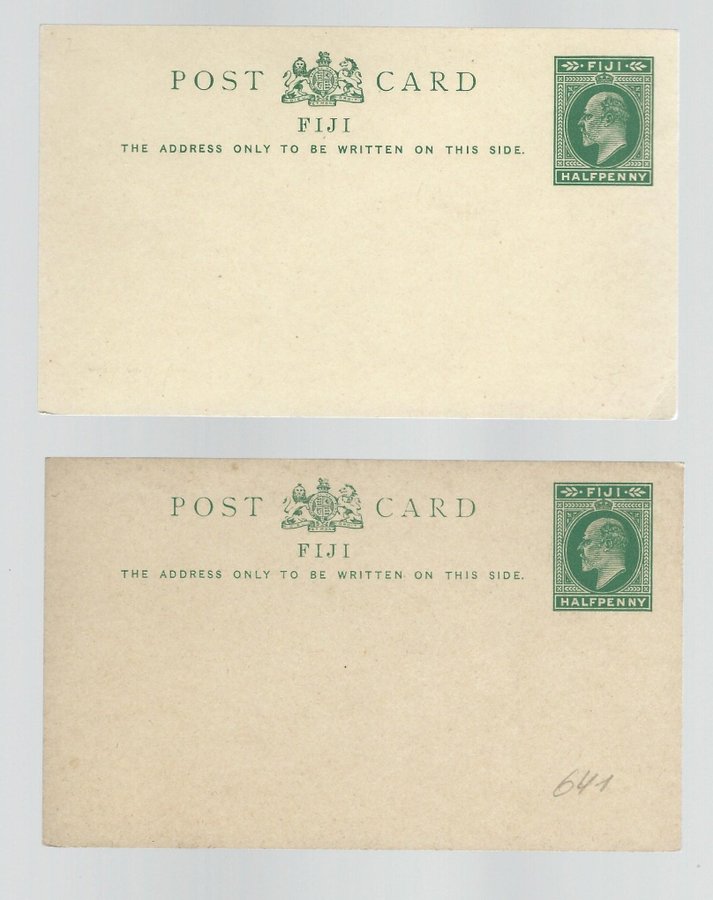 POST CARD
FIJI
THE ADDRESS ONLY TO BE WRITTEN ON THIS SIDE.
FIJI
HALFPENNY
POST CARD
FIJI
THE ADDRESS ONLY TO BE WRITTEN ON THIS SIDE.
FIJI
HALFPENNY
641